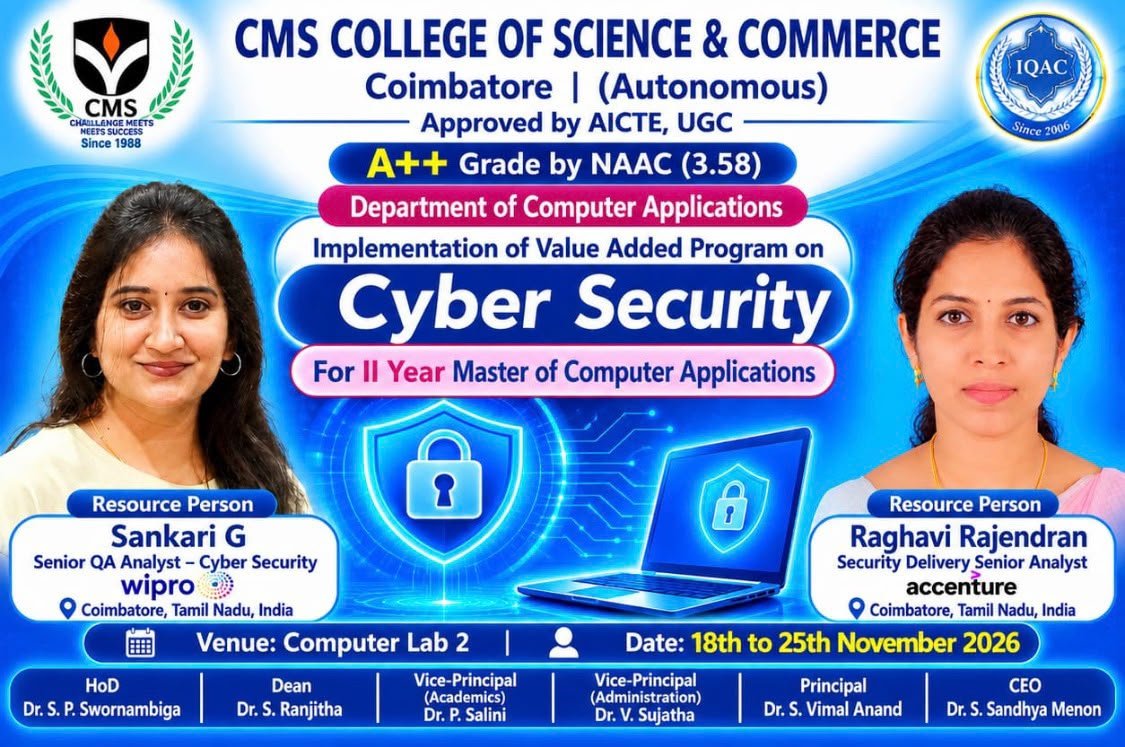 CMS COLLEGE OF SCIENCE & COMMERCE
Coimbatore | (Autonomous)
Approved by AICTE, UGC
A++ Grade by NAAC (3.58)
CMS
CHALLENGE MEETS
MEETS SUCCESS
Since 1988
IQAC
Since 2006
Department of Computer Applications
Implementation of Value Added Program on
Cyber Security
For II Year Master of Computer Applications
Resource Person
Sankari G
Senior QA Analyst – Cyber Security
wipro
Coimbatore, Tamil Nadu, India
Resource Person
Raghavi Rajendran
Security Delivery Senior Analyst
accenture
Coimbatore, Tamil Nadu, India
Venue: Computer Lab 2 | Date: 18th to 25th November 2026
HoD
Dr. S. P. Swornambiga
Dean
Dr. S. Ranjitha
Vice-Principal
(Academics)
Dr. P. Salini
Vice-Principal
(Administration)
Dr. V. Sujatha
Principal
Dr. S. Vimal Anand
CEO
Dr. S. Sandhya Menon